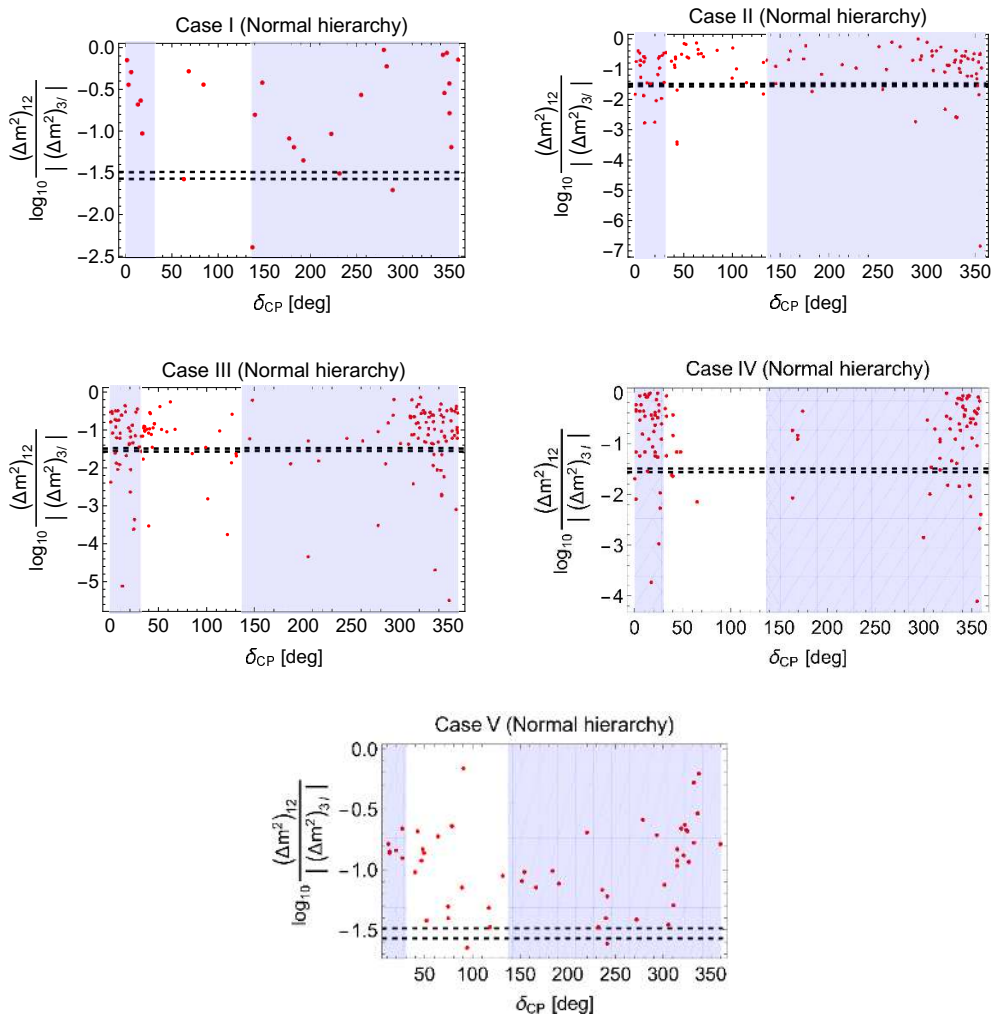 Case I (Normal hierarchy)
0.0
-0.5
-1.0
-1.5
-2.0
-2.5
0 50 100 150 200 250 300 350
log10 (Δm²)12 / | (Δm²)3l |
δCP [deg]
Case II (Normal hierarchy)
0
-1
-2
-3
-4
-5
-6
-7
0 50 100 150 200 250 300 350
log10 (Δm²)12 / | (Δm²)3l |
δCP [deg]
Case III (Normal hierarchy)
0
-1
-2
-3
-4
-5
0 50 100 150 200 250 300 350
log10 (Δm²)12 / | (Δm²)3l |
δCP [deg]
Case IV (Normal hierarchy)
0
-1
-2
-3
-4
0 50 100 150 200 250 300 350
log10 (Δm²)12 / | (Δm²)3l |
δCP [deg]
Case V (Normal hierarchy)
0.0
-0.5
-1.0
-1.5
50 100 150 200 250 300 350
log10 (Δm²)12 / | (Δm²)3l |
δCP [deg]